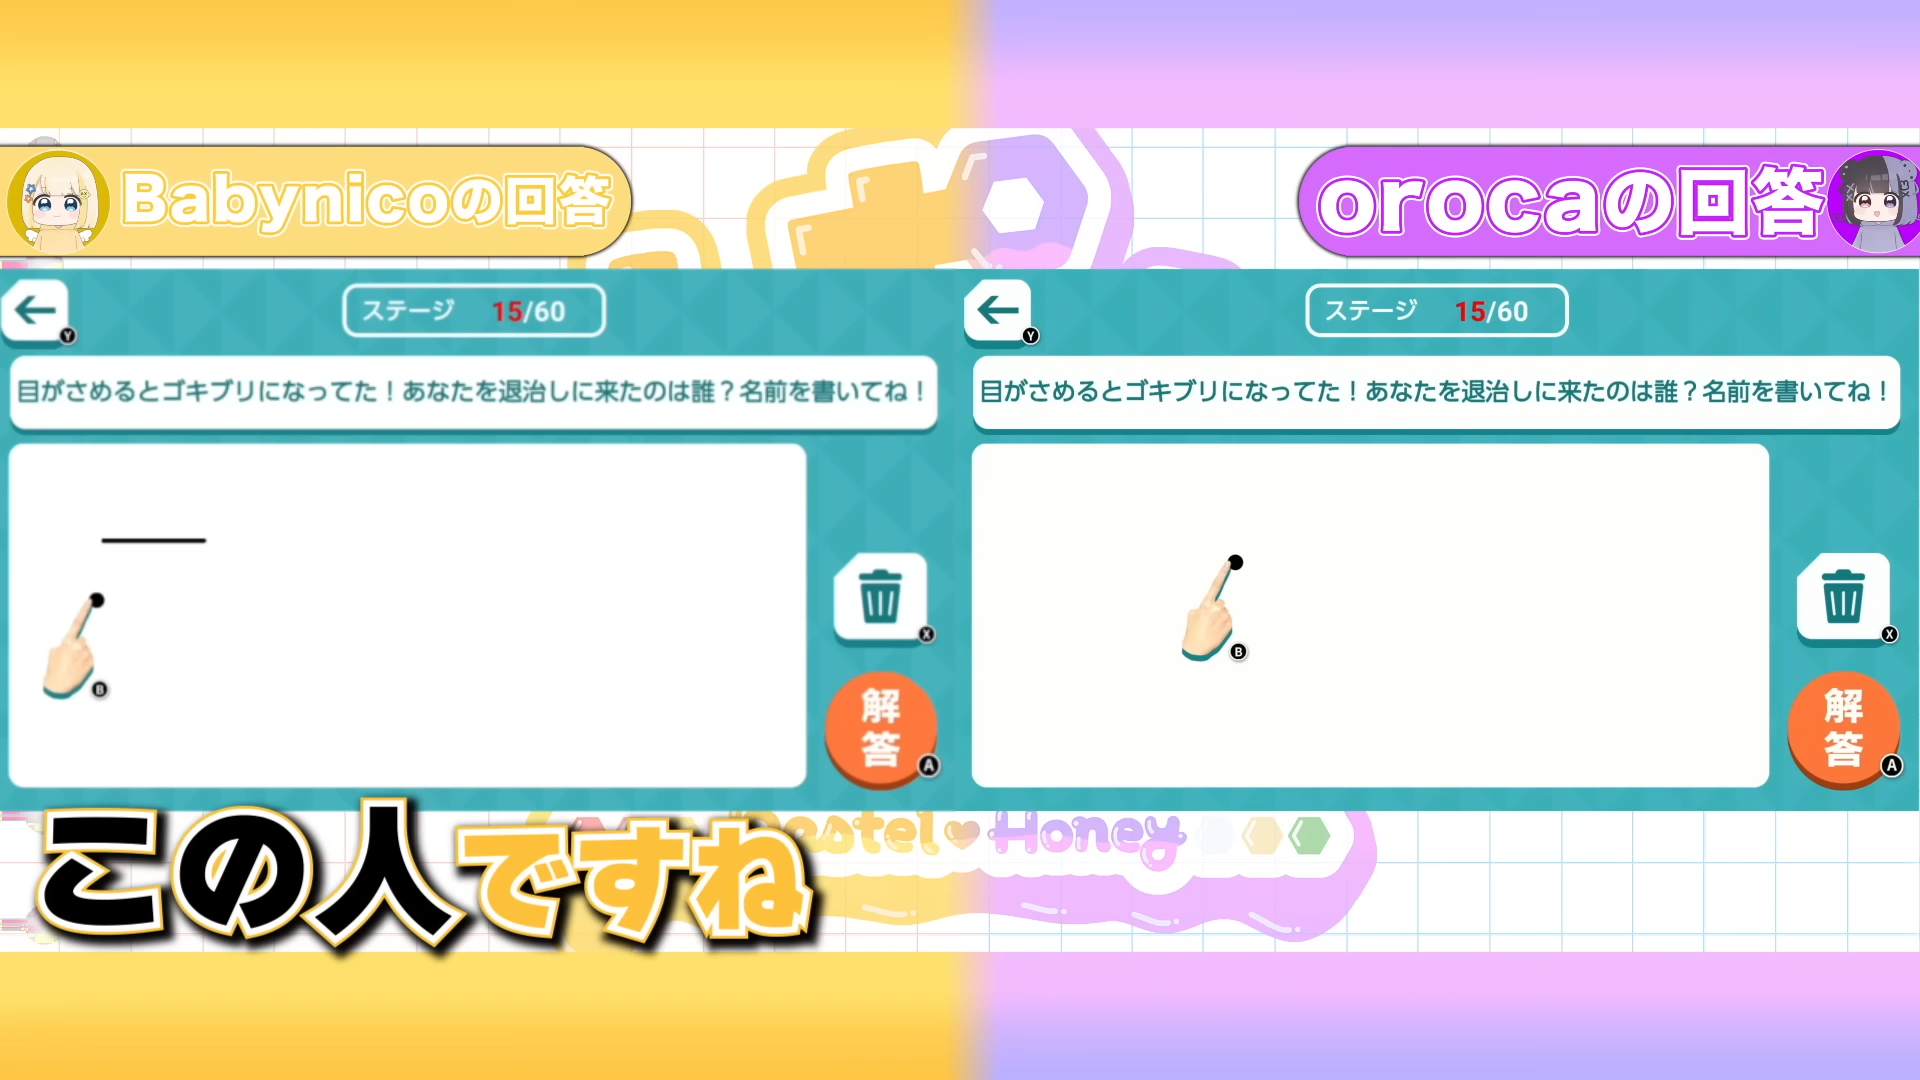 Babynicoの回答
orocaの回答
ステージ 15/60
Y
目がさめるとゴキブリになってた！あなたを退治しに来たのは誰？名前を書いてね！
B
X
解答
A
ステージ 15/60
Y
目がさめるとゴキブリになってた！あなたを退治しに来たのは誰？名前を書いてね！
B
X
解答
A
Pastel Honey
この人ですね